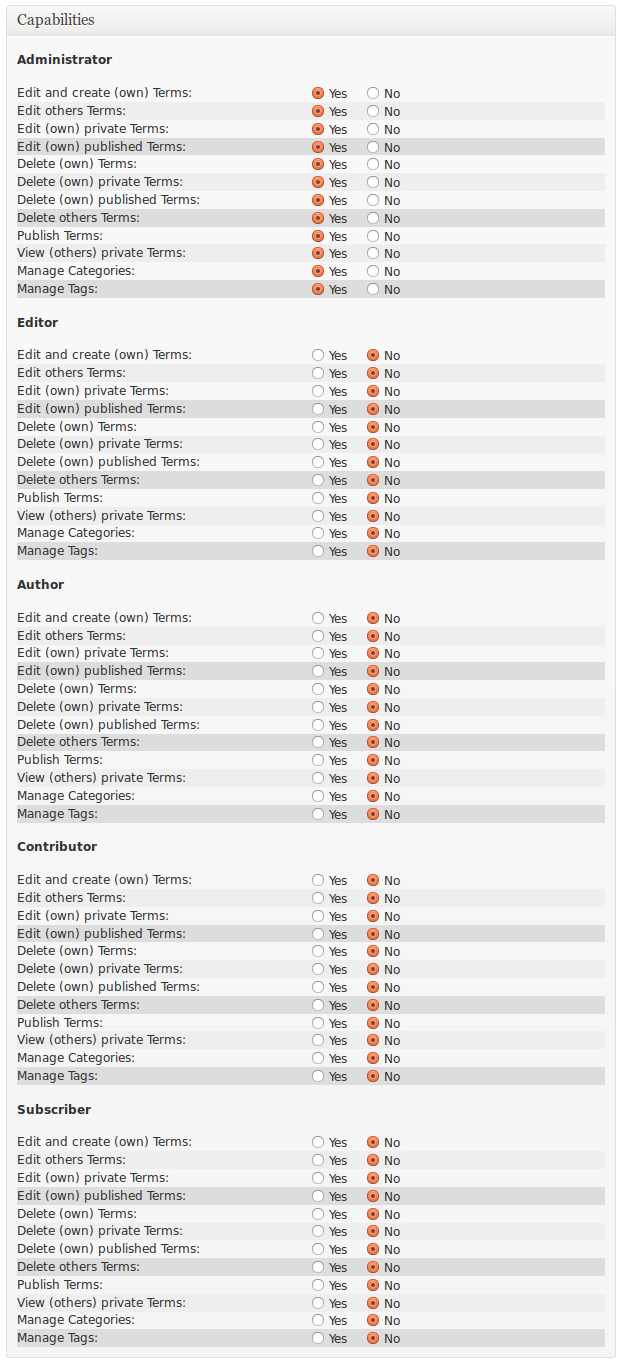 Capabilities
Administrator
Edit and create (own) Terms: Yes No
Edit others Terms: Yes No
Edit (own) private Terms: Yes No
Edit (own) published Terms: Yes No
Delete (own) Terms: Yes No
Delete (own) private Terms: Yes No
Delete (own) published Terms: Yes No
Delete others Terms: Yes No
Publish Terms: Yes No
View (others) private Terms: Yes No
Manage Categories: Yes No
Manage Tags: Yes No
Editor
Edit and create (own) Terms: Yes No
Edit others Terms: Yes No
Edit (own) private Terms: Yes No
Edit (own) published Terms: Yes No
Delete (own) Terms: Yes No
Delete (own) private Terms: Yes No
Delete (own) published Terms: Yes No
Delete others Terms: Yes No
Publish Terms: Yes No
View (others) private Terms: Yes No
Manage Categories: Yes No
Manage Tags: Yes No
Author
Edit and create (own) Terms: Yes No
Edit others Terms: Yes No
Edit (own) private Terms: Yes No
Edit (own) published Terms: Yes No
Delete (own) Terms: Yes No
Delete (own) private Terms: Yes No
Delete (own) published Terms: Yes No
Delete others Terms: Yes No
Publish Terms: Yes No
View (others) private Terms: Yes No
Manage Categories: Yes No
Manage Tags: Yes No
Contributor
Edit and create (own) Terms: Yes No
Edit others Terms: Yes No
Edit (own) private Terms: Yes No
Edit (own) published Terms: Yes No
Delete (own) Terms: Yes No
Delete (own) private Terms: Yes No
Delete (own) published Terms: Yes No
Delete others Terms: Yes No
Publish Terms: Yes No
View (others) private Terms: Yes No
Manage Categories: Yes No
Manage Tags: Yes No
Subscriber
Edit and create (own) Terms: Yes No
Edit others Terms: Yes No
Edit (own) private Terms: Yes No
Edit (own) published Terms: Yes No
Delete (own) Terms: Yes No
Delete (own) private Terms: Yes No
Delete (own) published Terms: Yes No
Delete others Terms: Yes No
Publish Terms: Yes No
View (others) private Terms: Yes No
Manage Categories: Yes No
Manage Tags: Yes No